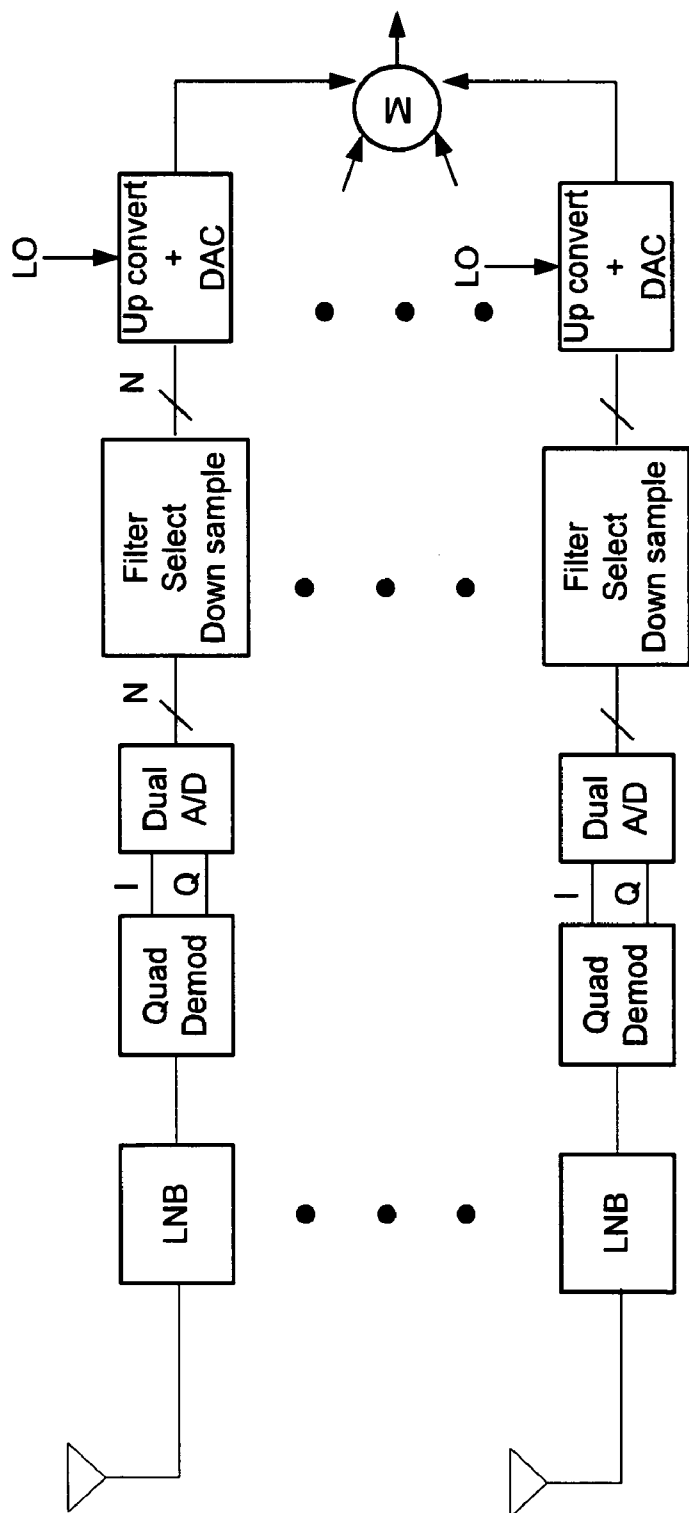 LNB
Quad
Demod
I
Q
Dual
A/D
N
Filter
Select
Down sample
N
LO
Up convert
+
DAC
M
LNB
Quad
Demod
I
Q
Dual
A/D
Filter
Select
Down sample
LO
Up convert
+
DAC